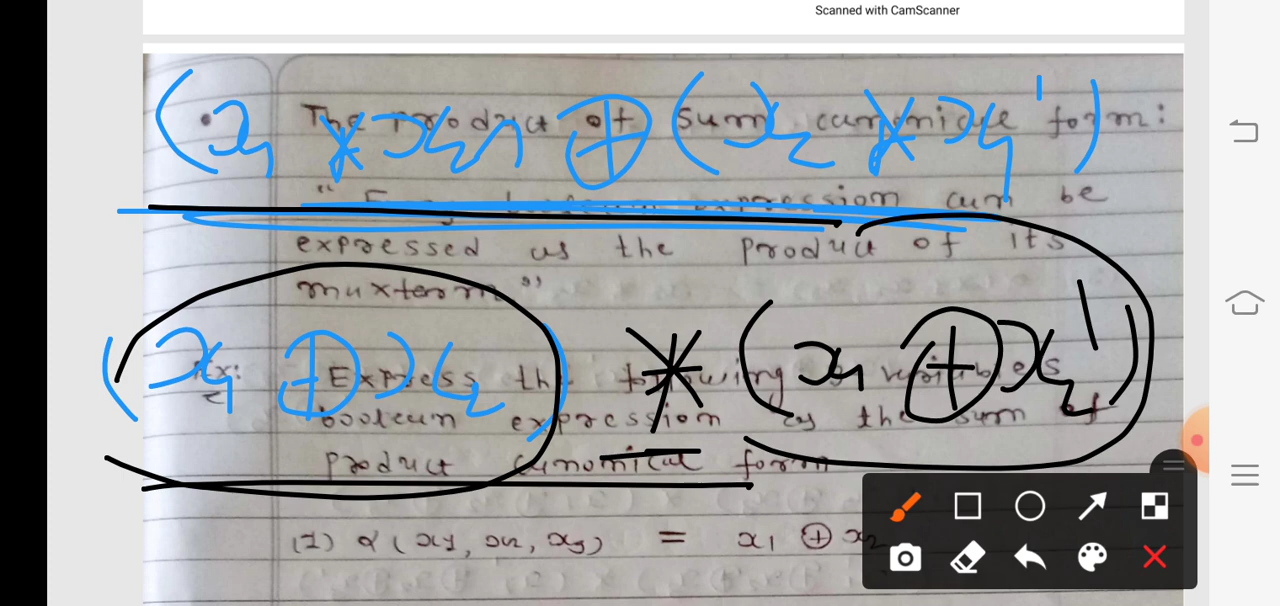 Scanned with CamScanner
The product of sum canonical form:
(x₁ * x₂) ⊕ (x₂ * x₁')
expression can be
expressed as the product of its
maxterm"
(x₁ ⊕ x₂) * (x₁ ⊕ x₂')
Ex: Express the following variables
boolean expression as the sum of
product canonical form
(1) α(x₁, x₂, x₃) = x₁ ⊕ x₂